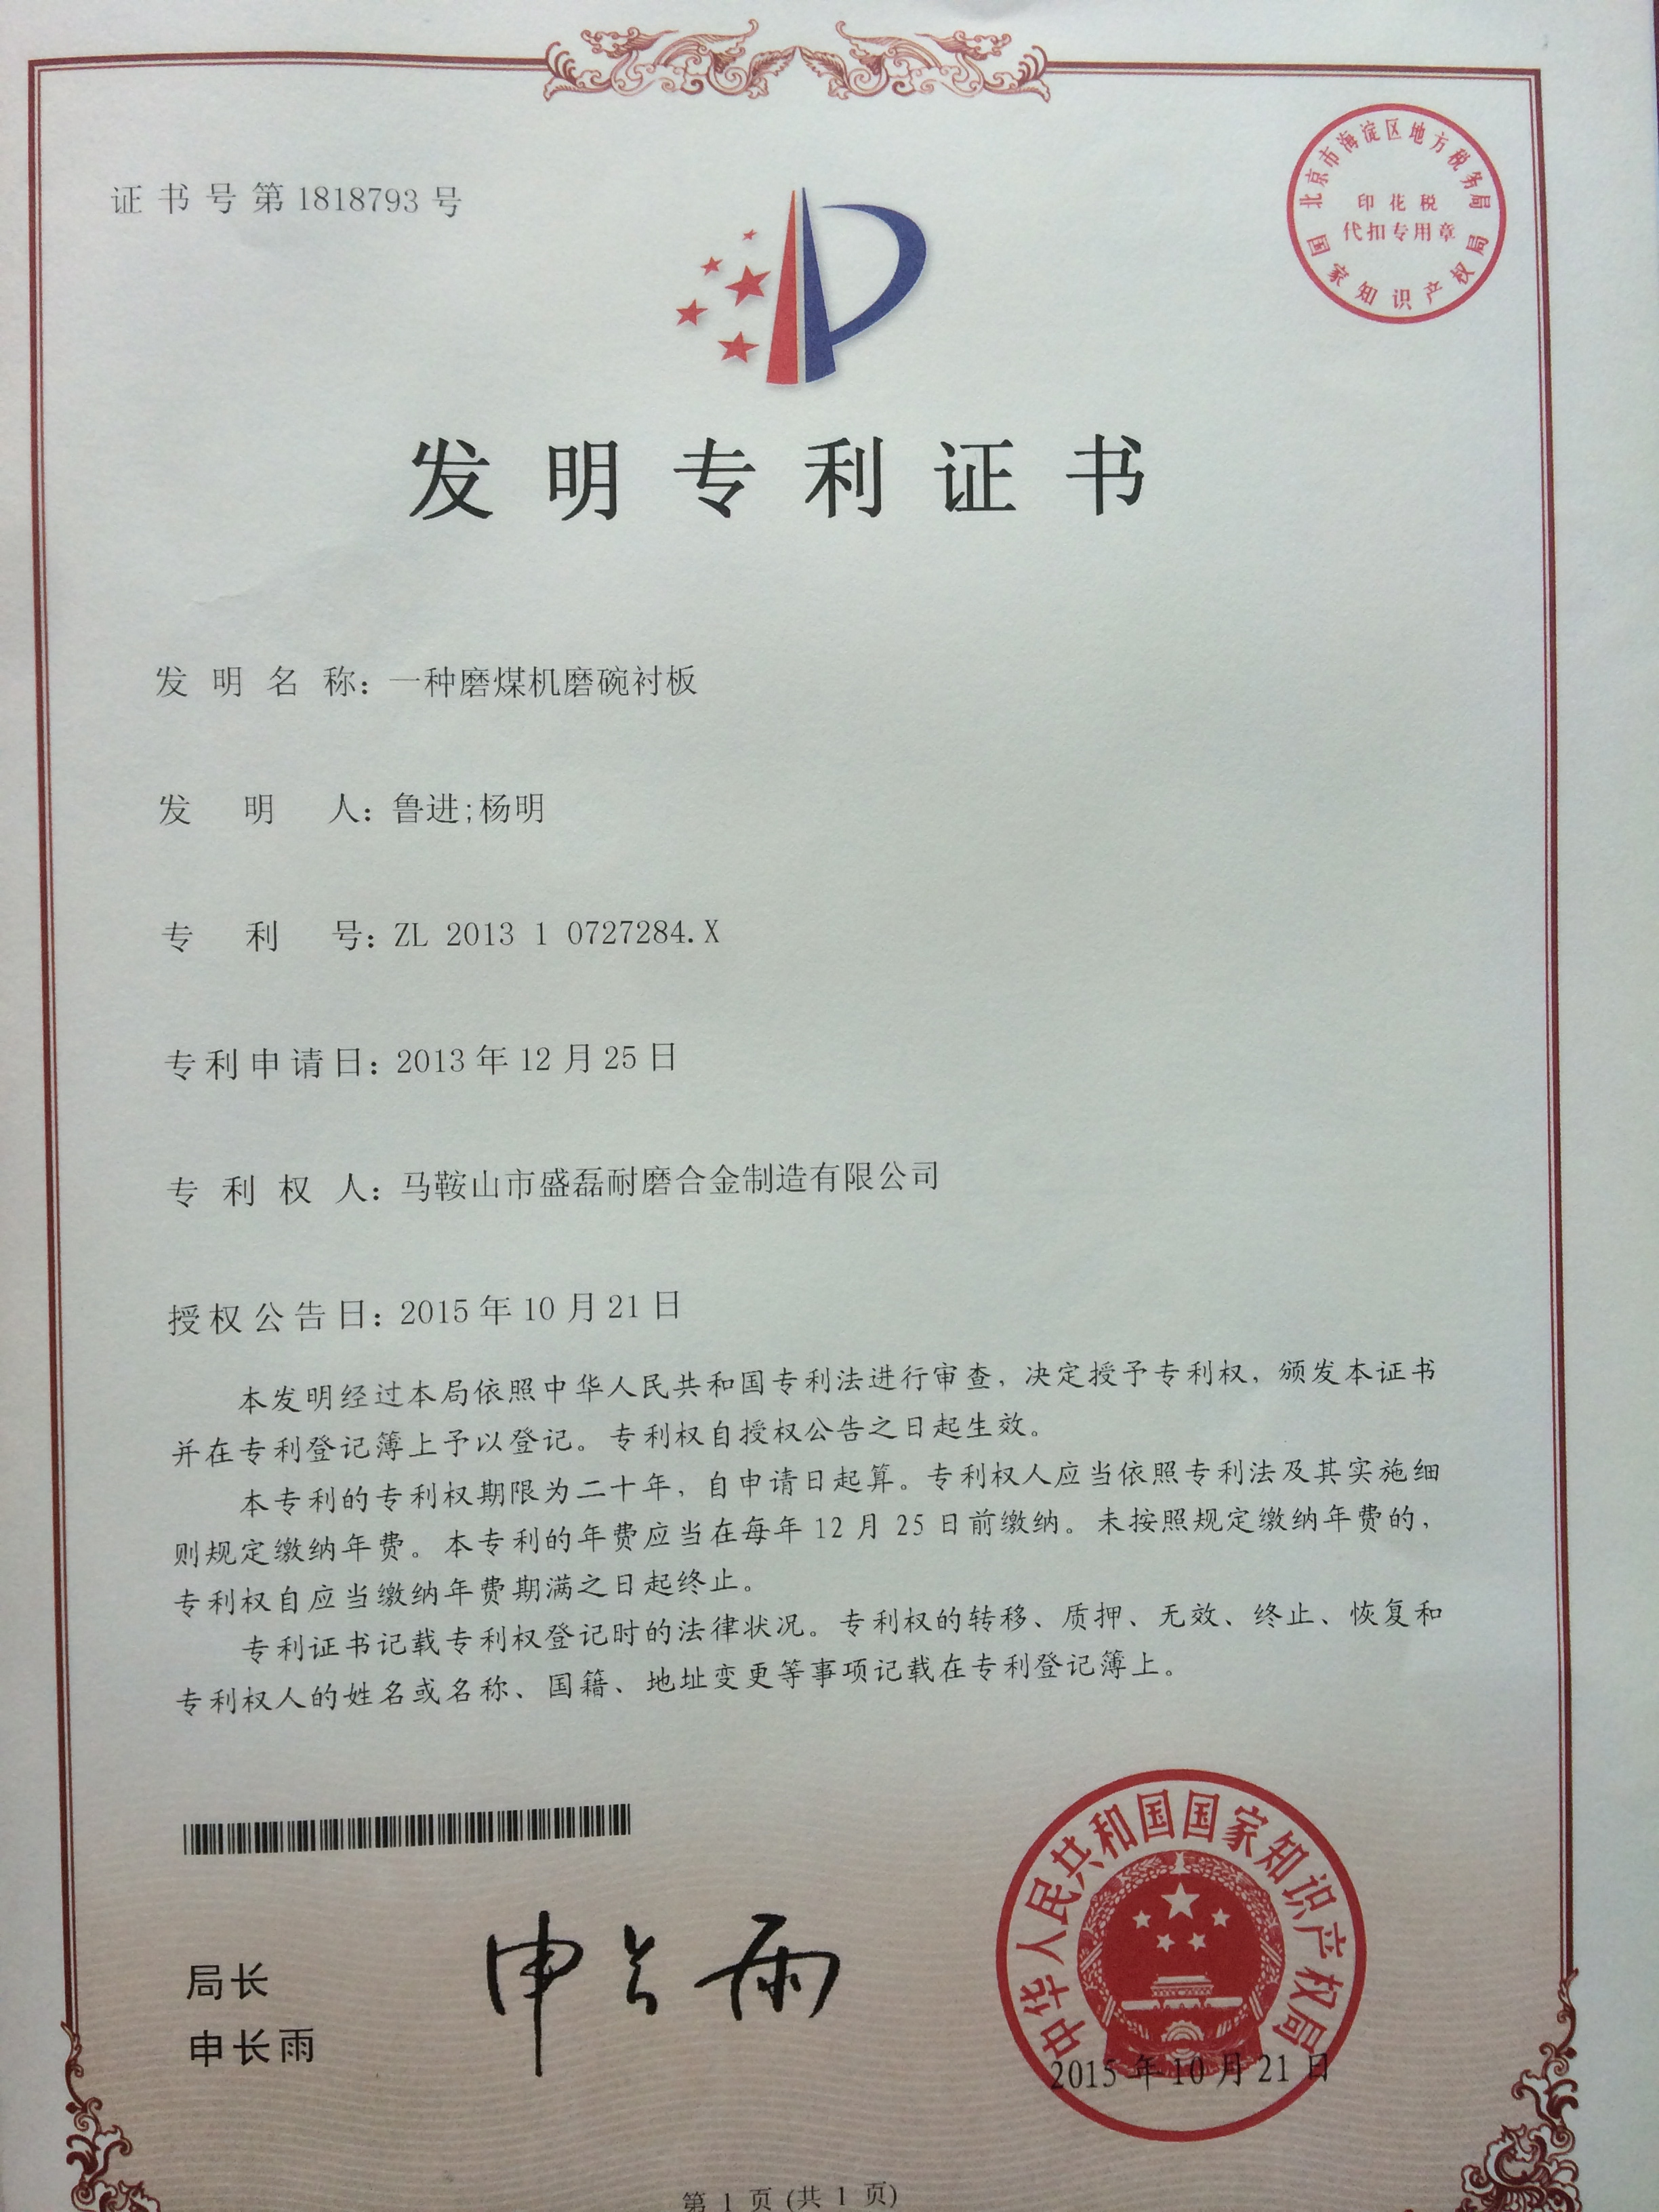 证书号第1818793号
北京市海淀区地方税务局
印花税
代扣专用章
国家知识产权局
发明专利证书
发明名称：一种磨煤机磨碗衬板
发明人：鲁进;杨明
专利号：ZL 2013 1 0727284.X
专利申请日：2013年12月25日
专利权人：马鞍山市盛磊耐磨合金制造有限公司
授权公告日：2015年10月21日
本发明经过本局依照中华人民共和国专利法进行审查，决定授予专利权，颁发本证书
并在专利登记簿上予以登记。专利权自授权公告之日起生效。
本专利的专利权期限为二十年，自申请日起算。专利权人应当依照专利法及其实施细
则规定缴纳年费。本专利的年费应当在每年12月25日前缴纳。未按照规定缴纳年费的，
专利权自应当缴纳年费期满之日起终止。
专利证书记载专利权登记时的法律状况。专利权的转移、质押、无效、终止、恢复和
专利权人的姓名或名称、国籍、地址变更等事项记载在专利登记簿上。
局长
申长雨
申长雨
中华人民共和国国家知识产权局
2015年10月21日
第1页(共1页)